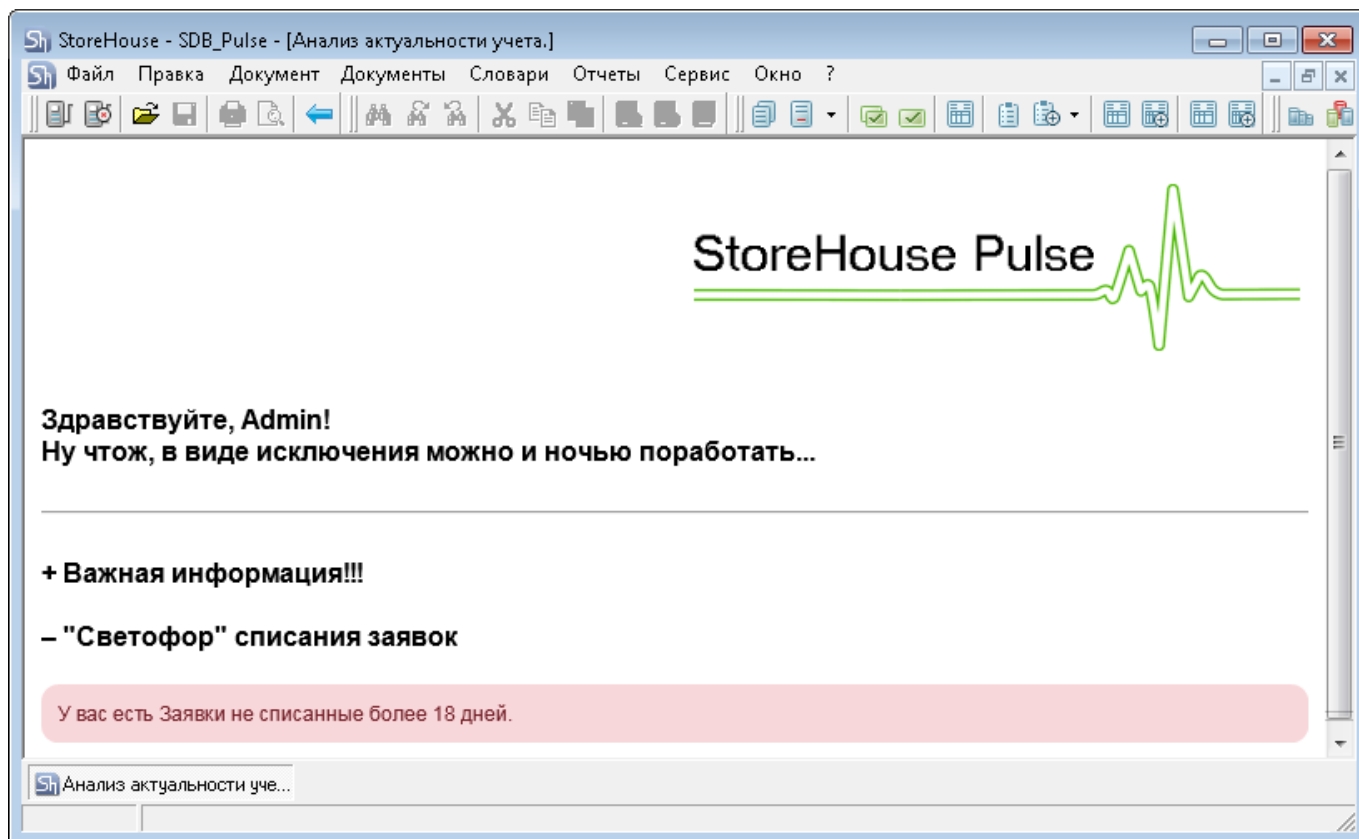 StoreHouse - SDB_Pulse - [Анализ актуальности учета.]
Файл Правка Документ Документы Словари Отчеты Сервис Окно ?
StoreHouse Pulse
Здравствуйте, Admin!
Ну чтож, в виде исключения можно и ночью поработать...
+ Важная информация!!!
– "Светофор" списания заявок
У вас есть Заявки не списанные более 18 дней.
Анализ актуальности уче...